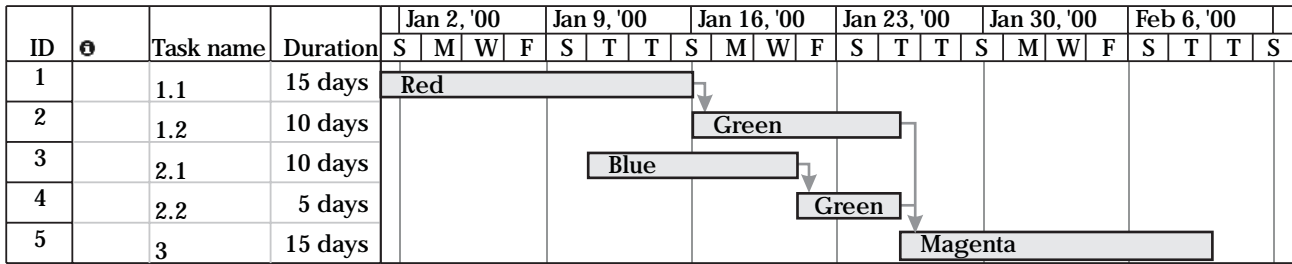 Jan 2, '00 Jan 9, '00 Jan 16, '00 Jan 23, '00 Jan 30, '00 Feb 6, '00
ID Task name Duration S M W F S T T S M W F S T T S M W F S T T S
1 1.1 15 days Red
2 1.2 10 days Green
3 2.1 10 days Blue
4 2.2 5 days Green
5 3 15 days Magenta